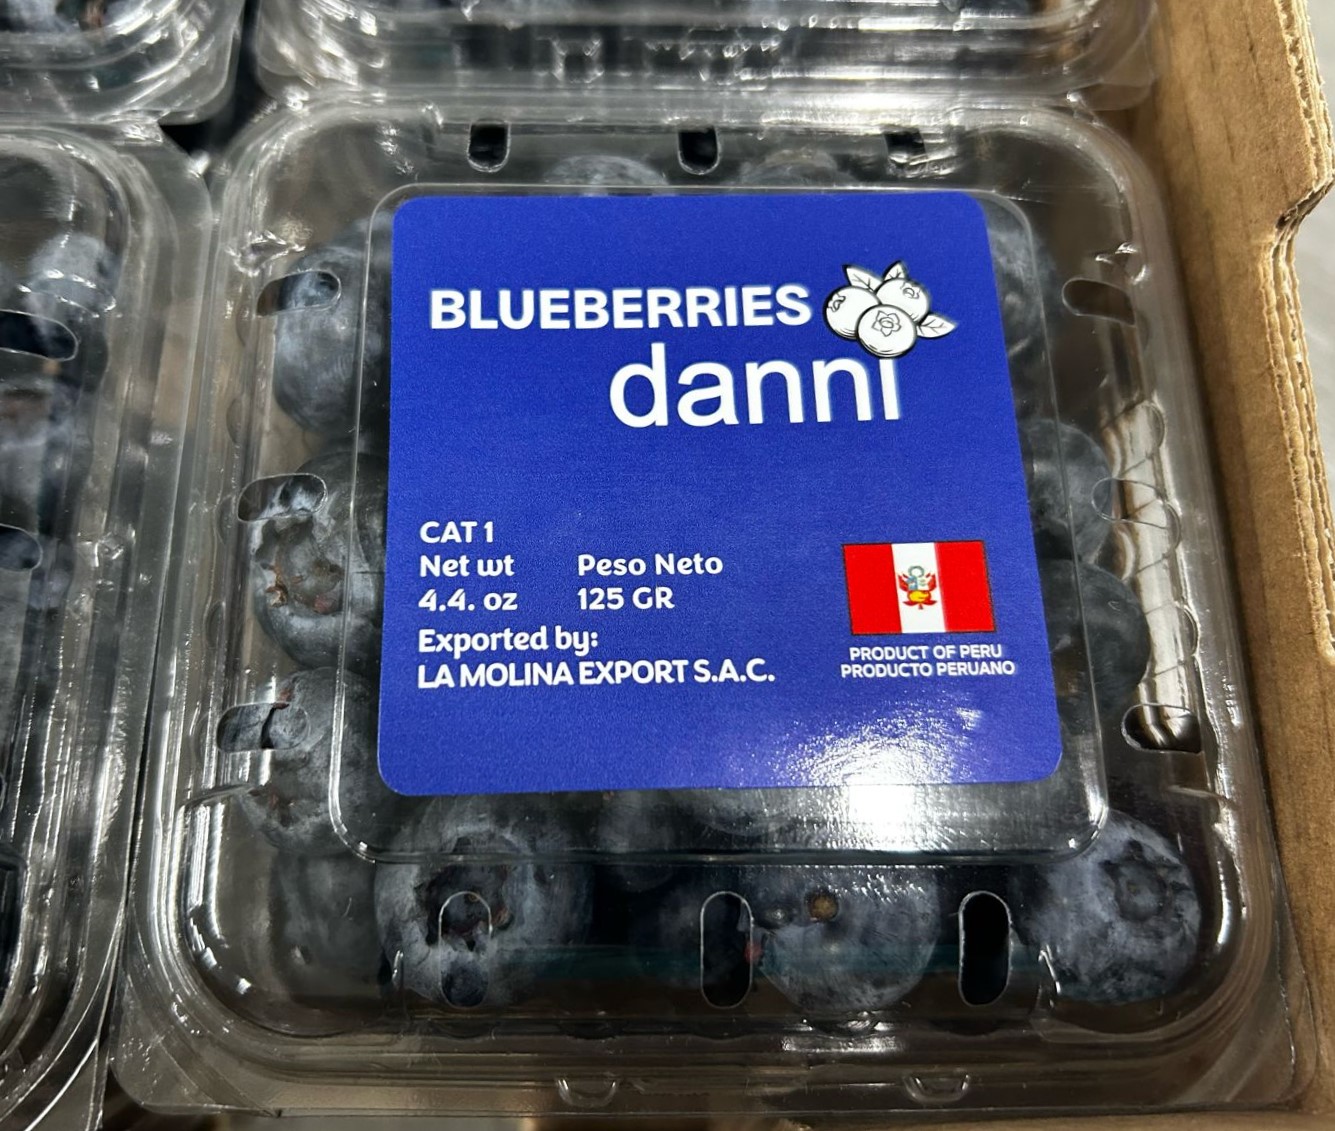 BLUEBERRIES
danni
CAT 1
Net wt Peso Neto
4.4. oz 125 GR
Exported by:
LA MOLINA EXPORT S.A.C.
PRODUCT OF PERU
PRODUCTO PERUANO